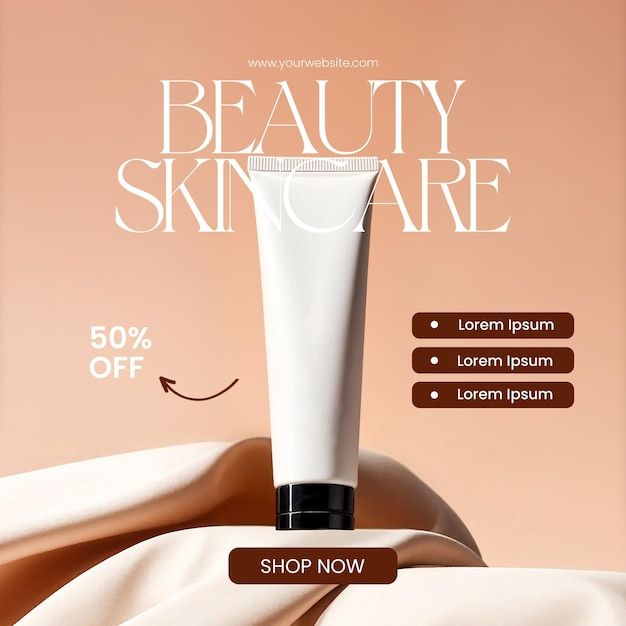 www.yourwebsite.com
BEAUTY
SKINCARE
50%
OFF
Lorem Ipsum
Lorem Ipsum
Lorem Ipsum
SHOP NOW